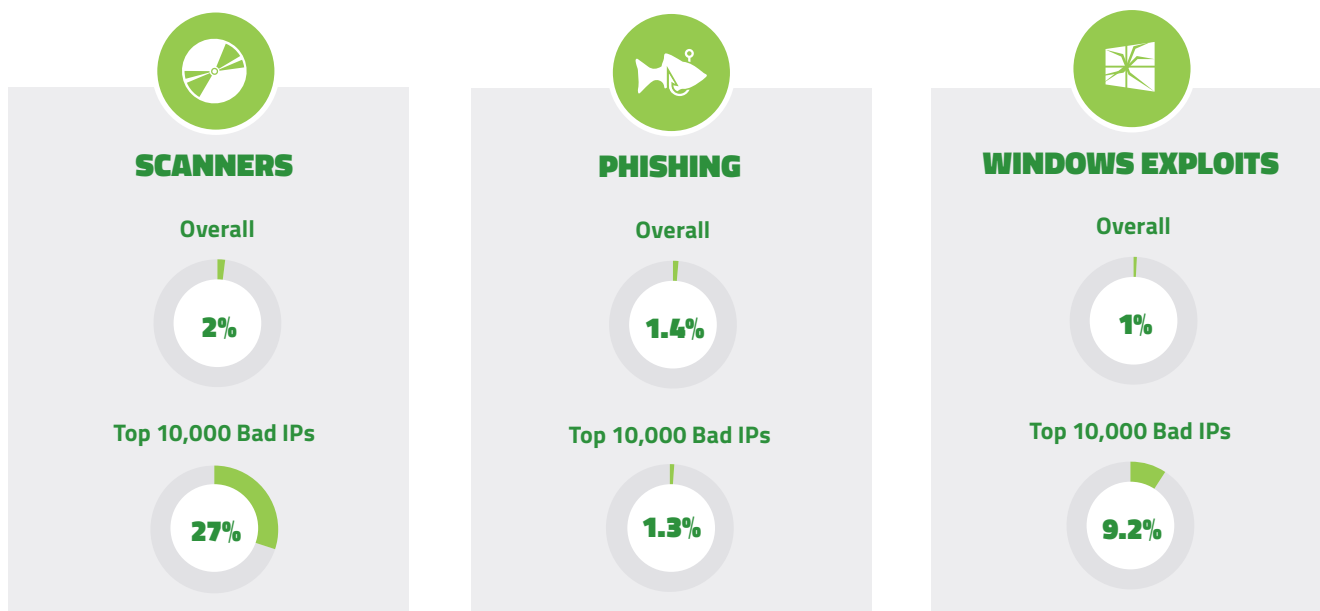 SCANNERS
Overall
2%
Top 10,000 Bad IPs
27%
PHISHING
Overall
1.4%
Top 10,000 Bad IPs
1.3%
WINDOWS EXPLOITS
Overall
1%
Top 10,000 Bad IPs
9.2%